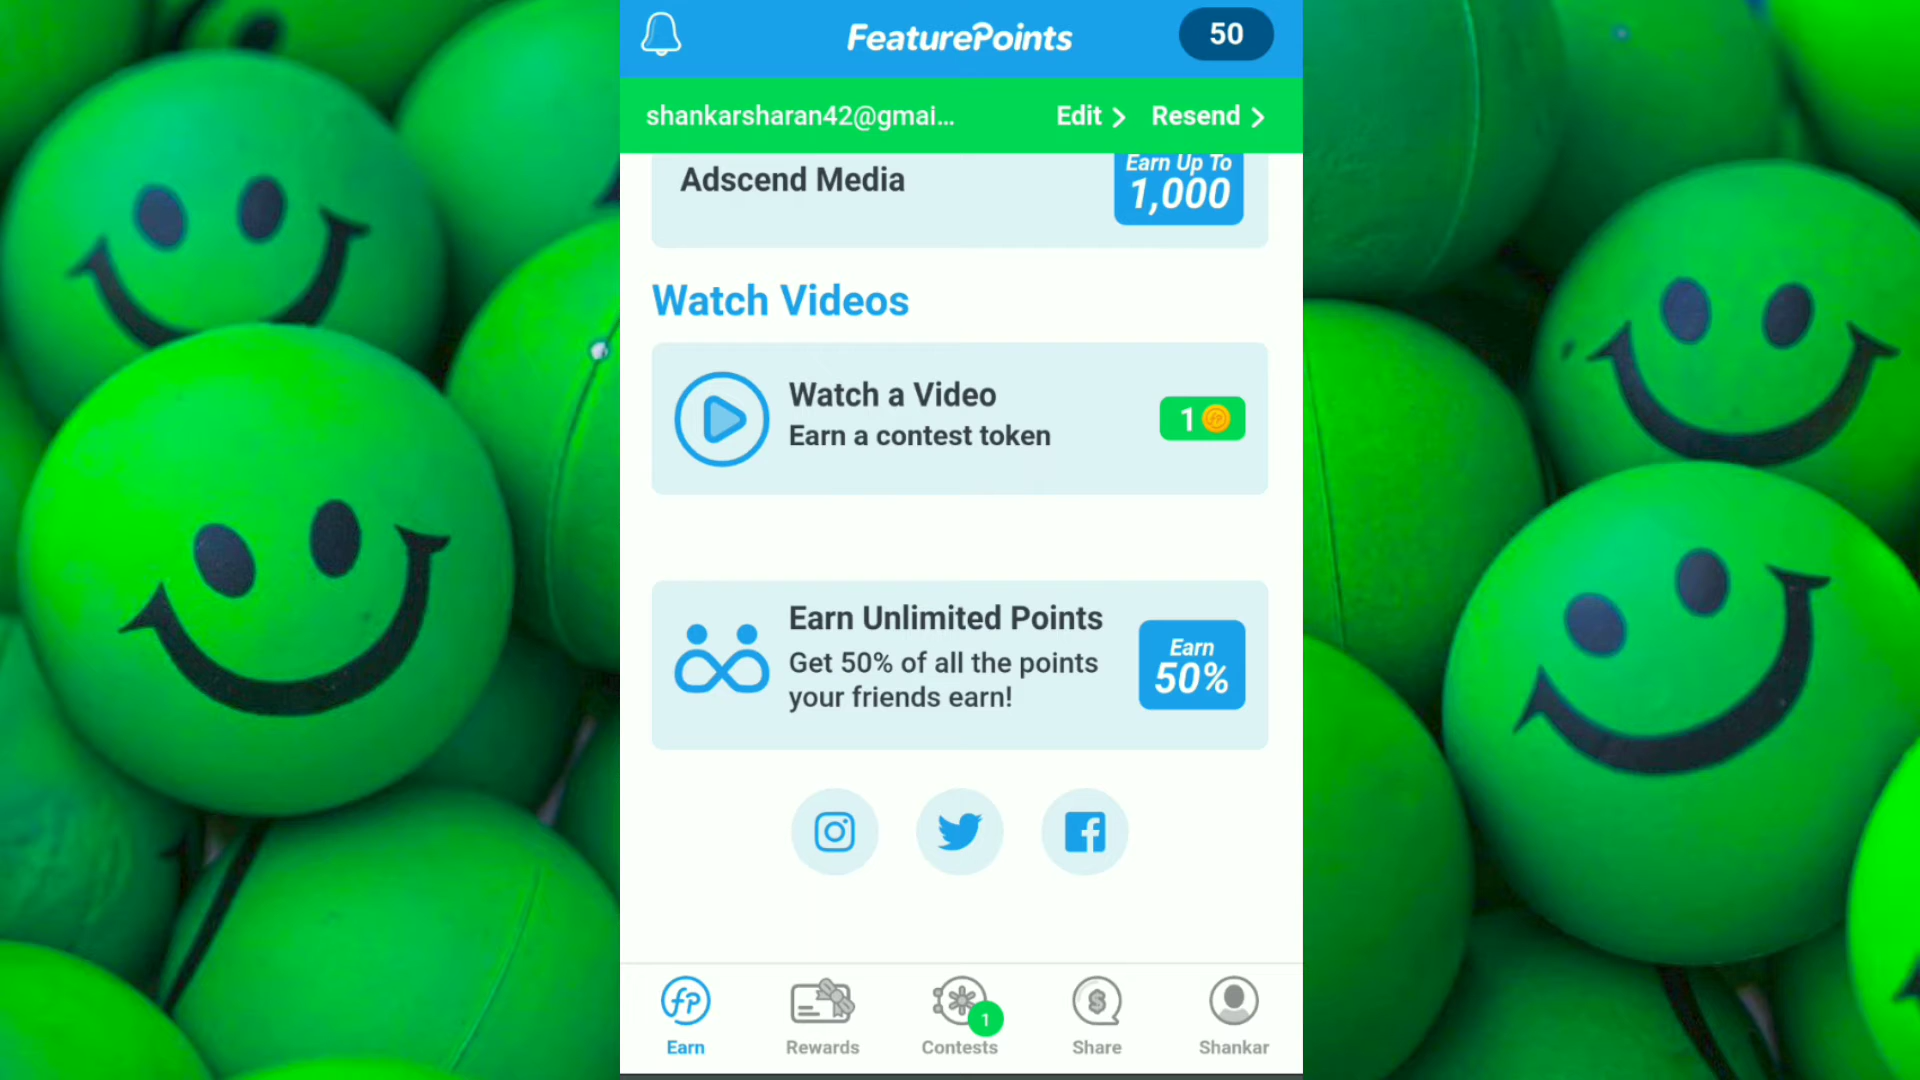 FeaturePoints
50
shankarsharan42@gmai...
Edit >
Resend >
Adscend Media
Earn Up To
1,000
Watch Videos
Watch a Video
Earn a contest token
1
Earn Unlimited Points
Get 50% of all the points
your friends earn!
Earn
50%
fp
Earn
Rewards
1
Contests
$
Share
Shankar